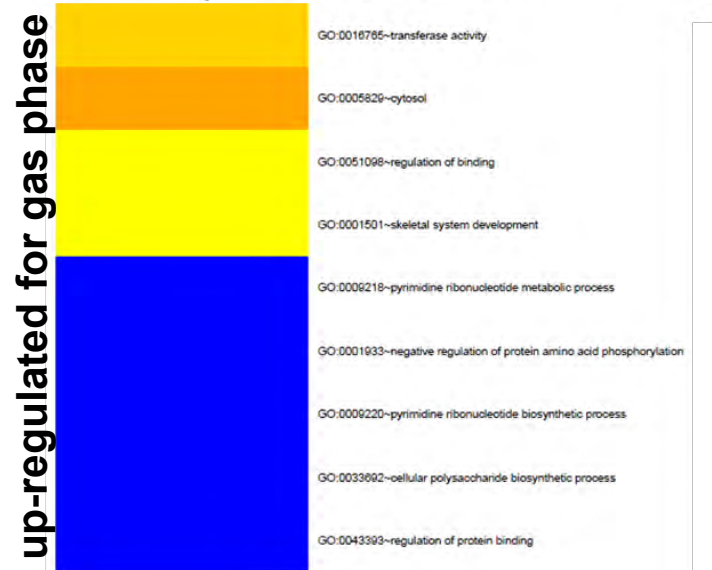 up-regulated for gas phase
GO:0016765~transferase activity
GO:0005829~cytosol
GO:0051098~regulation of binding
GO:0001501~skeletal system development
GO:0009218~pyrimidine ribonucleotide metabolic process
GO:0001933~negative regulation of protein amino acid phosphorylation
GO:0009220~pyrimidine ribonucleotide biosynthetic process
GO:0033692~cellular polysaccharide biosynthetic process
GO:0043393~regulation of protein binding